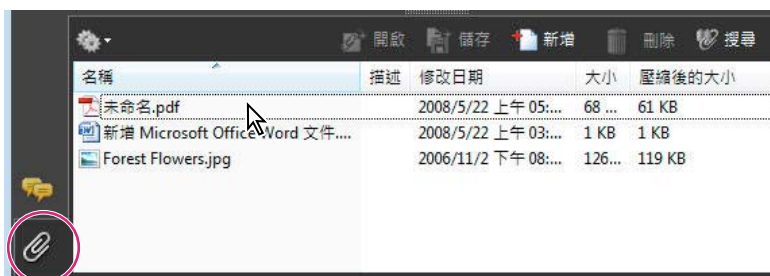 開啟 儲存 新增 刪除 搜尋
名稱 描述 修改日期 大小 壓縮後的大小
未命名.pdf 2008/5/22 上午 05:... 68 ... 61 KB
新增 Microsoft Office Word 文件.... 2008/5/22 上午 03:... 1 KB 1 KB
Forest Flowers.jpg 2006/11/2 下午 08:... 126... 119 KB